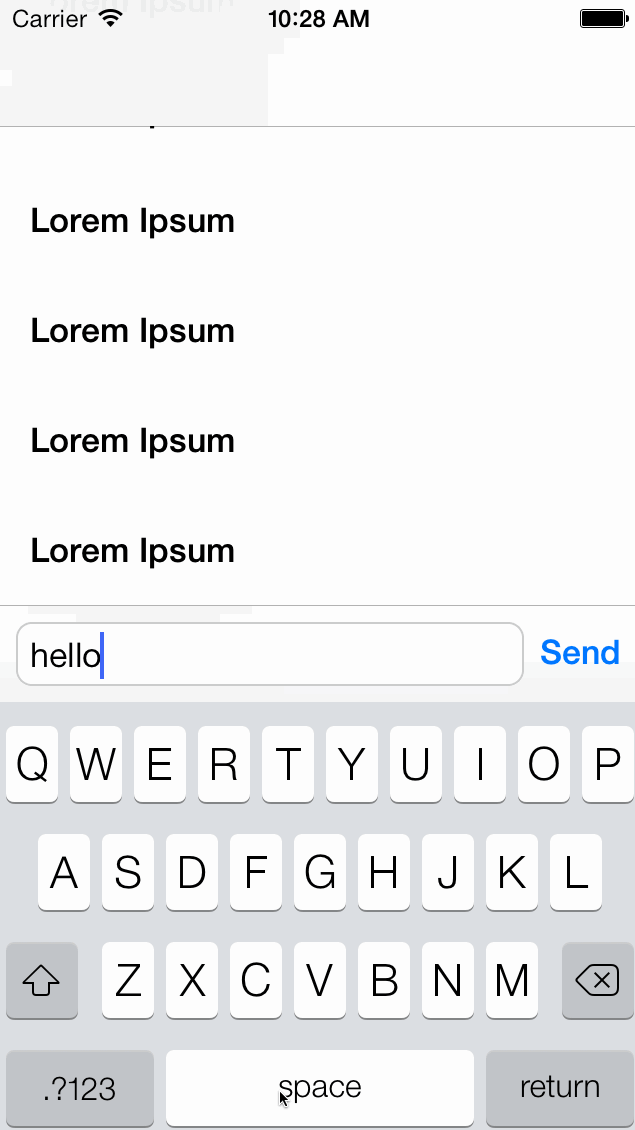 Carrier 10:28 AM
Lorem Ipsum
Lorem Ipsum
Lorem Ipsum
Lorem Ipsum
hello Send
Q W E R T Y U I O P
A S D F G H J K L
Z X C V B N M
.?123 space return